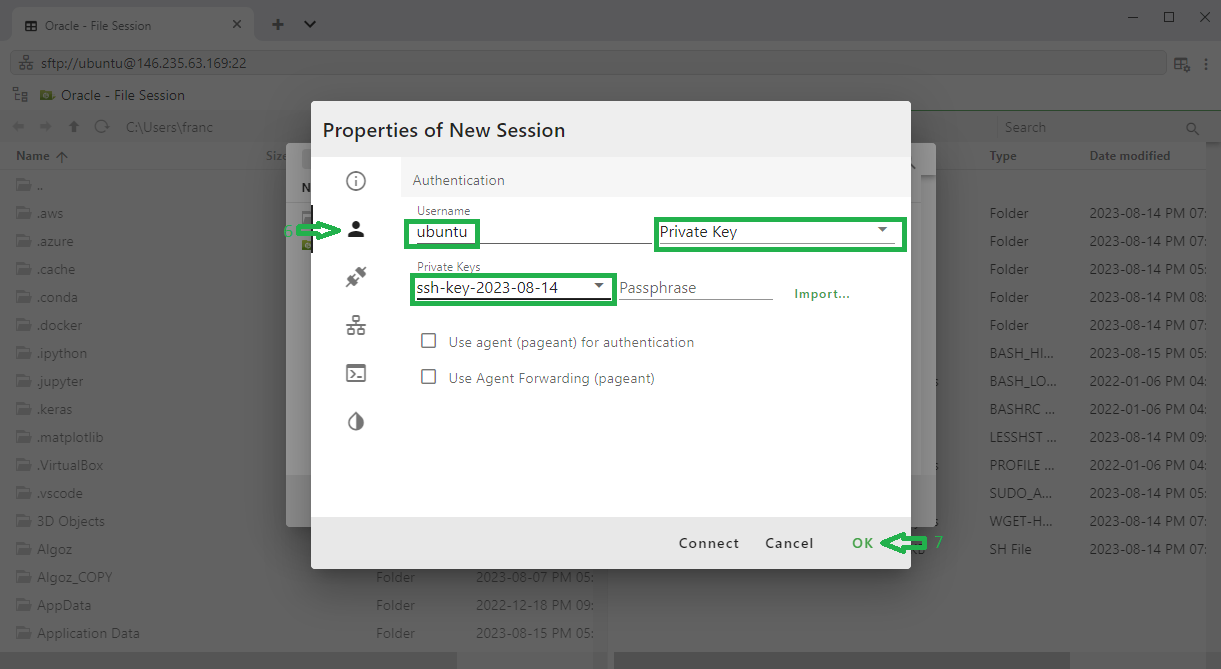 Oracle - File Session
sftp://ubuntu@146.235.63.169:22
Oracle - File Session
C:\Users\franc
Search
Name
Size
Type
Date modified
Properties of New Session
Authentication
Username
ubuntu
Private Key
6
Private Keys
ssh-key-2023-08-14
Passphrase
Import...
Use agent (pageant) for authentication
Use Agent Forwarding (pageant)
Connect
Cancel
OK
7
..
.aws
.azure
.cache
.conda
.docker
.ipython
.jupyter
.keras
.matplotlib
.VirtualBox
.vscode
3D Objects
Algoz
Algoz_COPY Folder 2023-08-07 PM 05:
AppData Folder 2022-12-18 PM 09:
Application Data Folder 2023-08-15 PM 05:
Folder 2023-08-14 PM 07:
Folder 2023-08-14 PM 07:
Folder 2023-08-14 PM 07:
Folder 2023-08-14 PM 08:
Folder 2023-08-14 PM 07:
BASH_HI... 2023-08-15 PM 05:
BASH_LO... 2022-01-06 PM 04:
BASHRC ... 2022-01-06 PM 04:
LESSHST ... 2023-08-14 PM 09:
PROFILE ... 2022-01-06 PM 04:
SUDO_A... 2023-08-14 PM 05:
WGET-H... 2023-08-14 PM 07:
SH File 2023-08-14 PM 07: